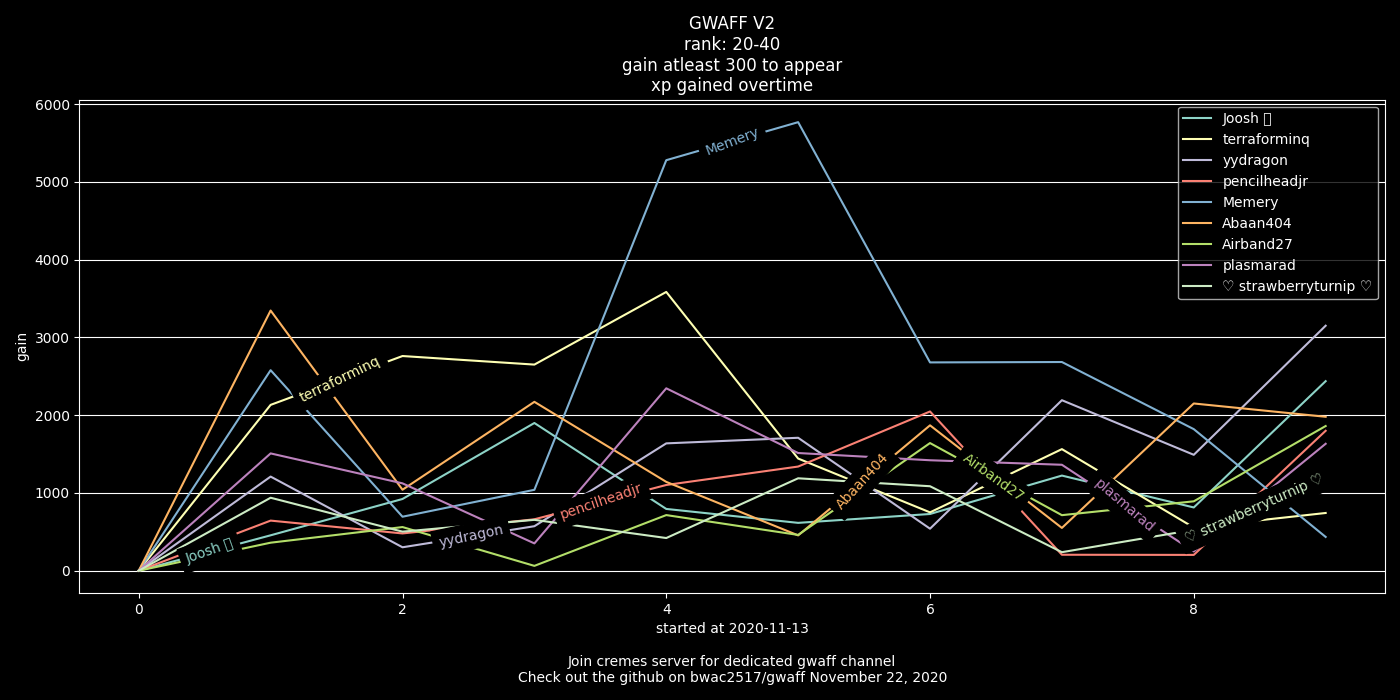 GWAFF V2
rank: 20-40
gain atleast 300 to appear
xp gained overtime
6000
5000
4000
3000
2000
1000
0
gain
Joosh
terraforminq
yydragon
pencilheadjr
Memery
Abaan404
Airband27
plasmarad
♡ strawberryturnip ♡
Joosh
terraforminq
yydragon
pencilheadjr
Memery
Abaan404
Airband27
plasmarad
♡ strawberryturnip ♡
0
2
4
6
8
started at 2020-11-13
Join cremes server for dedicated gwaff channel
Check out the github on bwac2517/gwaff November 22, 2020